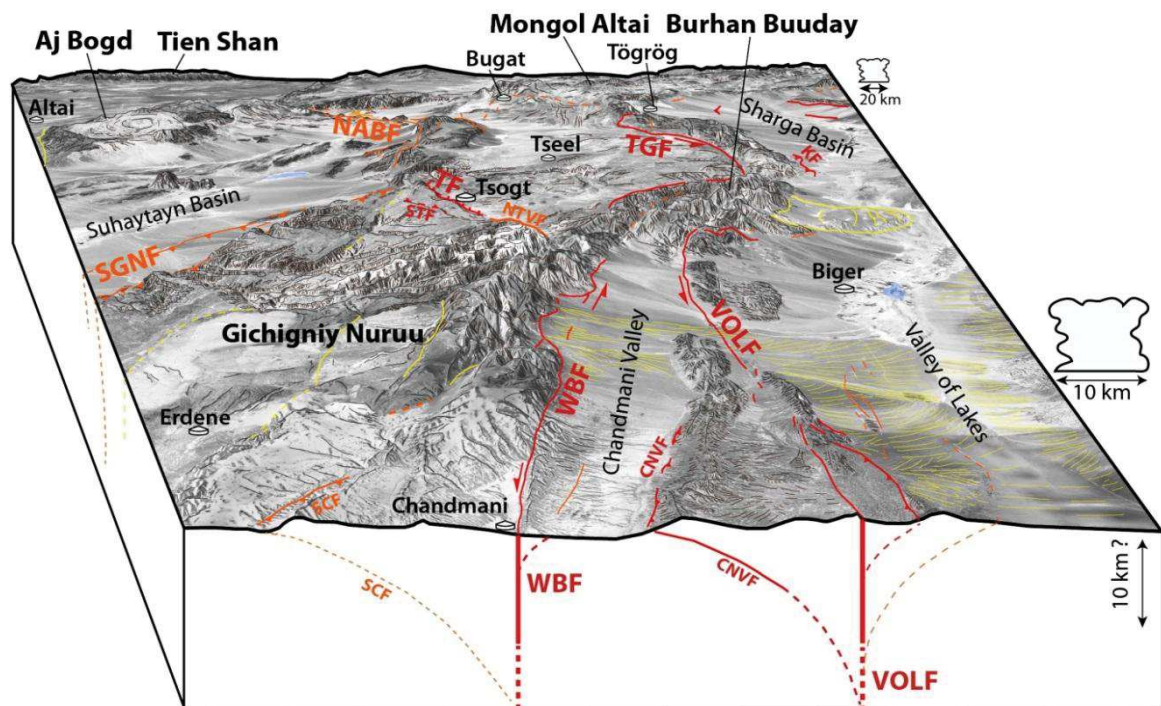 Mongol Altai
Burhan Buuday
Aj Bogd
Tien Shan
Bugat
Tögrög
20 km
Altai
Sharga Basin
NABF
TGF
KF
Tseel
TF
Tsogt
Suhaytayn Basin
STF
NTVF
SGNF
Biger
VOLF
Gichigniy Nuruu
Valley of Lakes
Chandmani Valley
WBF
10 km
Erdene
CNVF
SCF
Chandmani
10 km ?
SCF
WBF
CNVF
VOLF